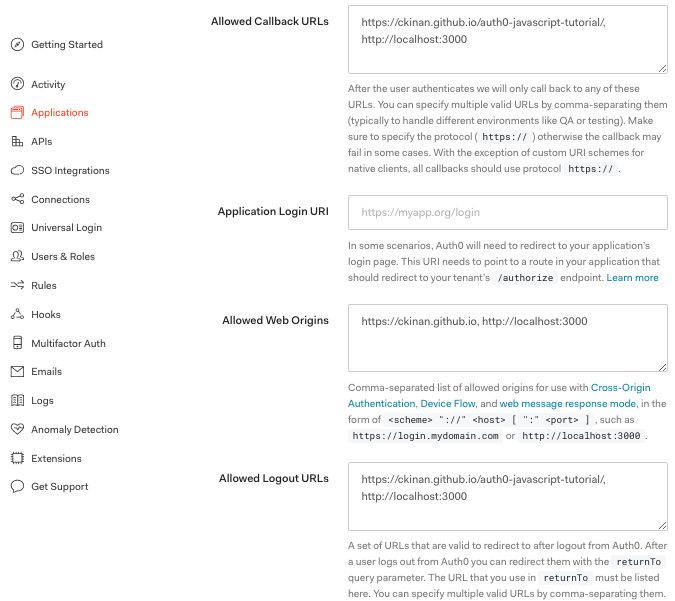 Getting Started
Activity
Applications
APIs
SSO Integrations
Connections
Universal Login
Users & Roles
Rules
Hooks
Multifactor Auth
Emails
Logs
Anomaly Detection
Extensions
Get Support
Allowed Callback URLs
https://ckinan.github.io/auth0-javascript-tutorial/,
http://localhost:3000
After the user authenticates we will only call back to any of these
URLs. You can specify multiple valid URLs by comma-separating them
(typically to handle different environments like QA or testing). Make
sure to specify the protocol ( https:// ) otherwise the callback may
fail in some cases. With the exception of custom URI schemes for
native clients, all callbacks should use protocol https:// .
Application Login URI
https://myapp.org/login
In some scenarios, Auth0 will need to redirect to your application's
login page. This URI needs to point to a route in your application that
should redirect to your tenant's /authorize endpoint. Learn more
Allowed Web Origins
https://ckinan.github.io, http://localhost:3000
Comma-separated list of allowed origins for use with Cross-Origin
Authentication, Device Flow, and web message response mode, in the
form of <scheme> "://" <host> [ ":" <port> ] , such as
https://login.mydomain.com or http://localhost:3000 .
Allowed Logout URLs
https://ckinan.github.io/auth0-javascript-tutorial/,
http://localhost:3000
A set of URLs that are valid to redirect to after logout from Auth0. After
a user logs out from Auth0 you can redirect them with the returnTo
query parameter. The URL that you use in returnTo must be listed
here. You can specify multiple valid URLs by comma-separating them.